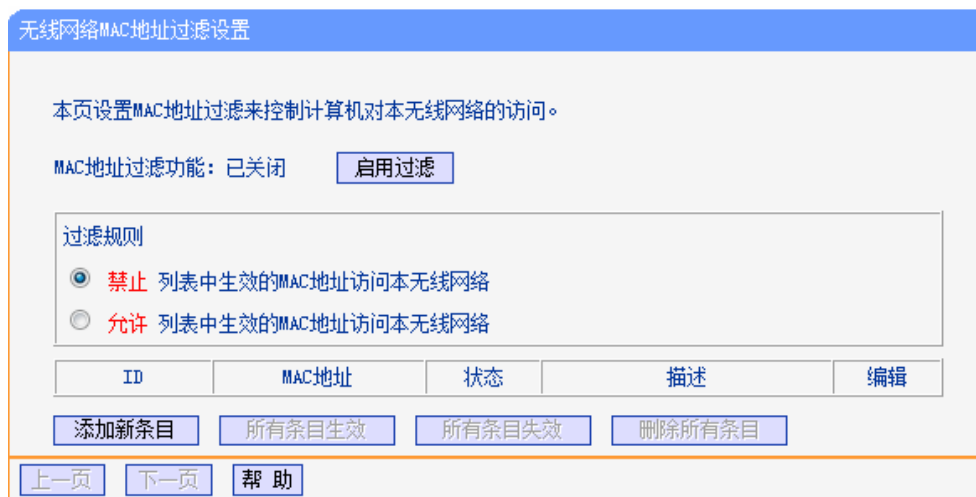 无线网络MAC地址过滤设置
本页设置MAC地址过滤来控制计算机对本无线网络的访问。
MAC地址过滤功能：已关闭 启用过滤
过滤规则
禁止 列表中生效的MAC地址访问本无线网络
允许 列表中生效的MAC地址访问本无线网络
ID MAC地址 状态 描述 编辑
添加新条目 所有条目生效 所有条目失效 删除所有条目
上一页 下一页 帮 助